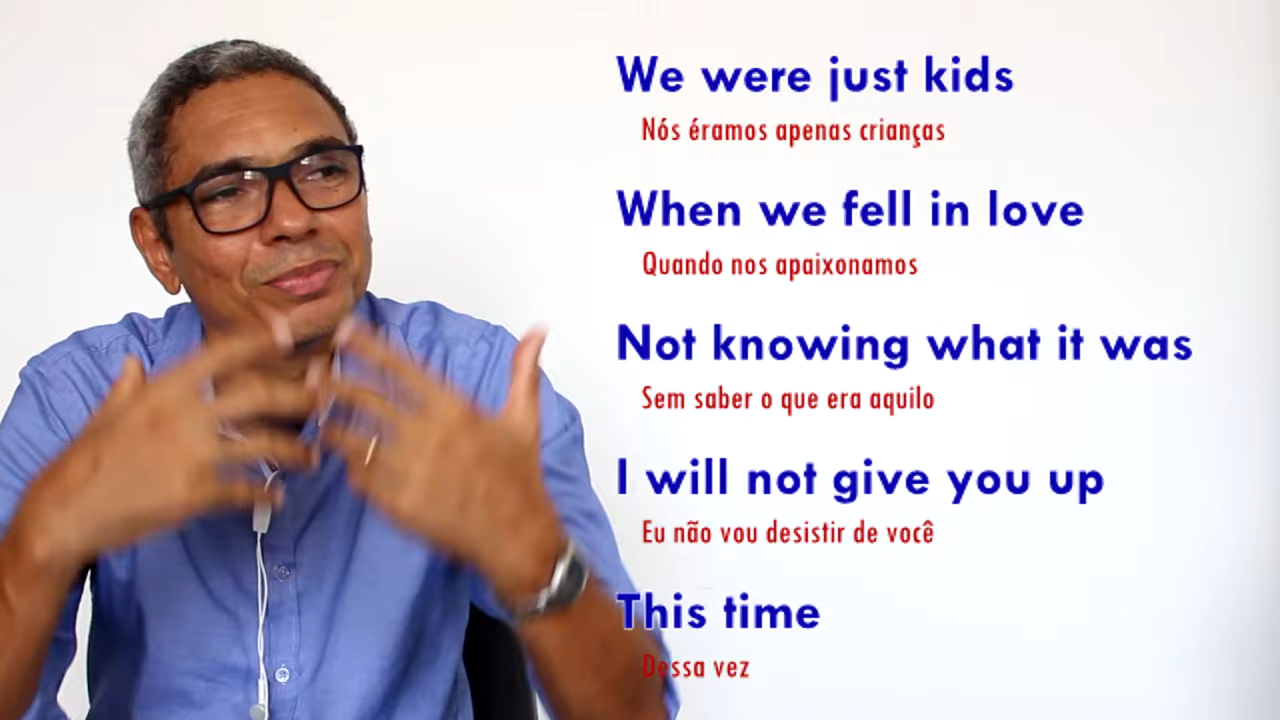 We were just kids
Nós éramos apenas crianças
When we fell in love
Quando nos apaixonamos
Not knowing what it was
Sem saber o que era aquilo
I will not give you up
Eu não vou desistir de você
This time
Dessa vez